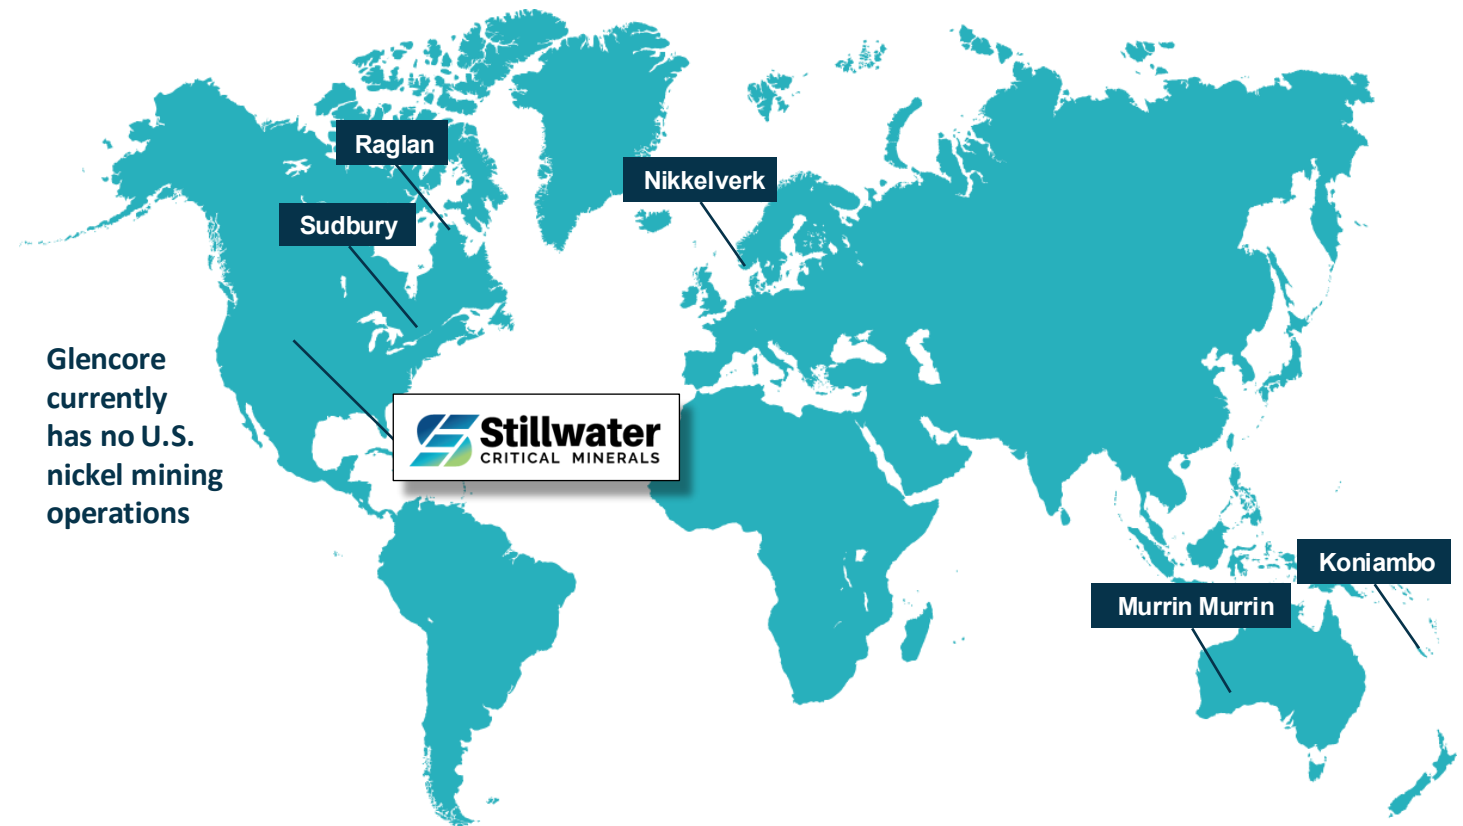 Raglan
Nikkelverk
Sudbury
Glencore
currently
has no U.S.
nickel mining
operations
Stillwater
CRITICAL MINERALS
Koniambo
Murrin Murrin